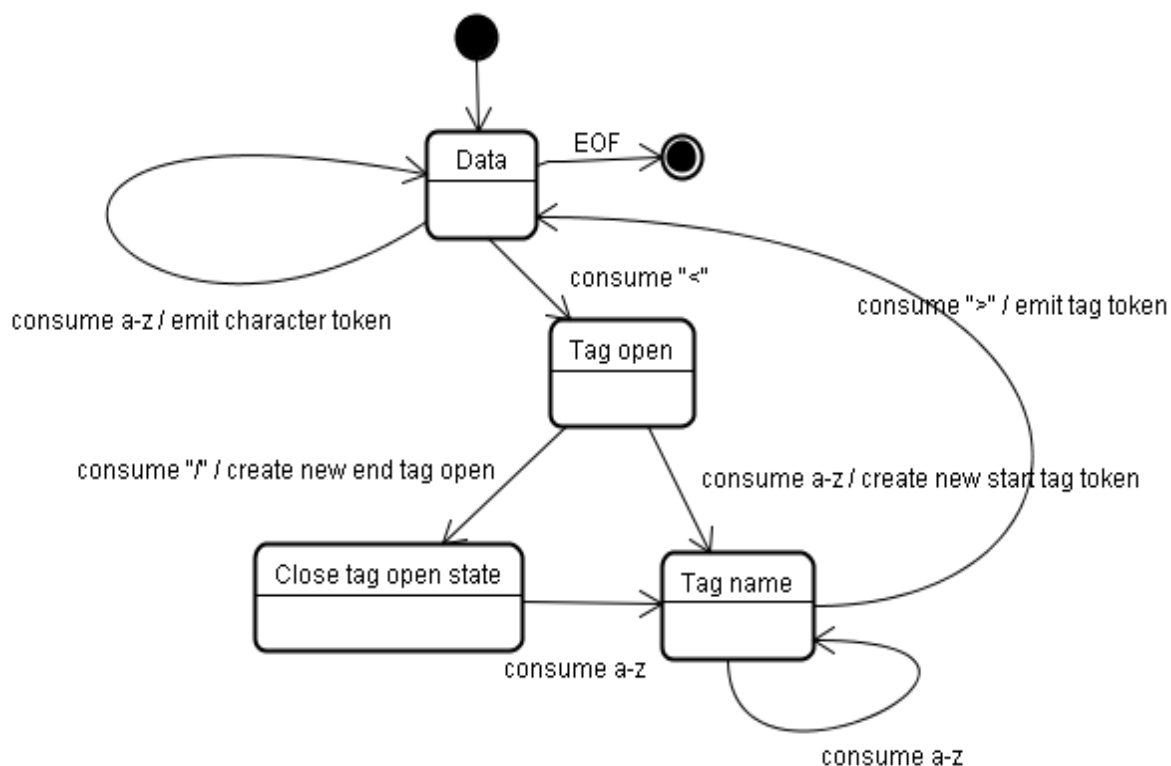 EOF
Data
consume "<"
consume ">" / emit tag token
consume a-z / emit character token
Tag open
consume "/" / create new end tag open
consume a-z / create new start tag token
Close tag open state
Tag name
consume a-z
consume a-z